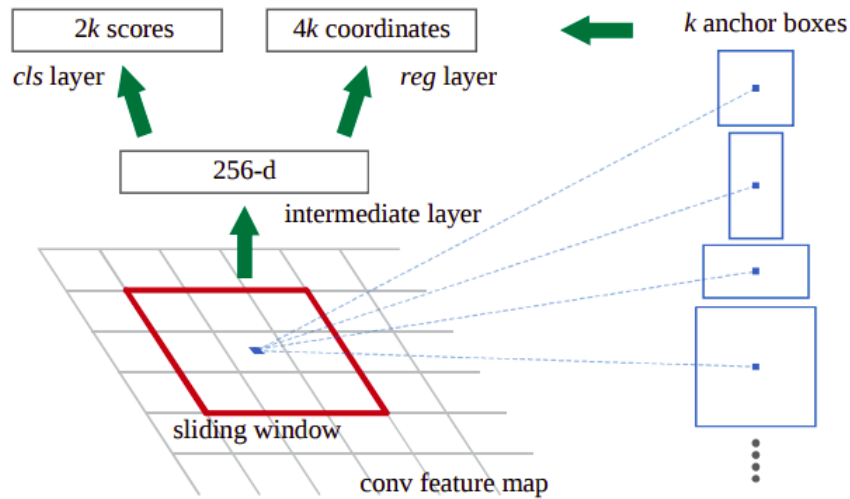 2k scores
4k coordinates
k anchor boxes
cls layer
reg layer
256-d
intermediate layer
sliding window
conv feature map